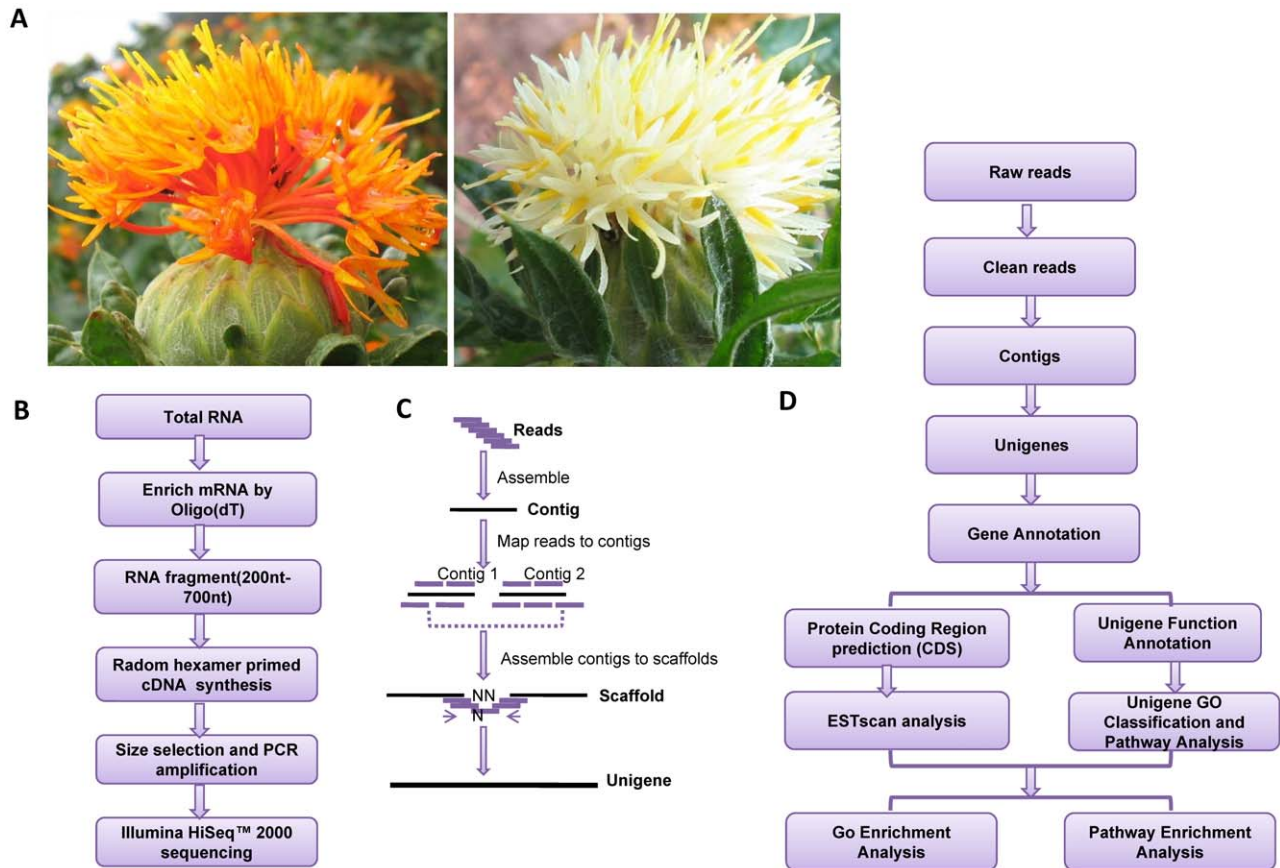 A
B
Total RNA
Enrich mRNA by
Oligo(dT)
RNA fragment(200nt-
700nt)
Radom hexamer primed
cDNA synthesis
Size selection and PCR
amplification
Illumina HiSeq™ 2000
sequencing
C
Reads
Assemble
Contig
Map reads to contigs
Contig 1
Contig 2
Assemble contigs to scaffolds
NN
Scaffold
N
Unigene
D
Raw reads
Clean reads
Contigs
Unigenes
Gene Annotation
Protein Coding Region
prediction (CDS)
Unigene Function
Annotation
ESTscan analysis
Unigene GO
Classification and
Pathway Analysis
Go Enrichment
Analysis
Pathway Enrichment
Analysis